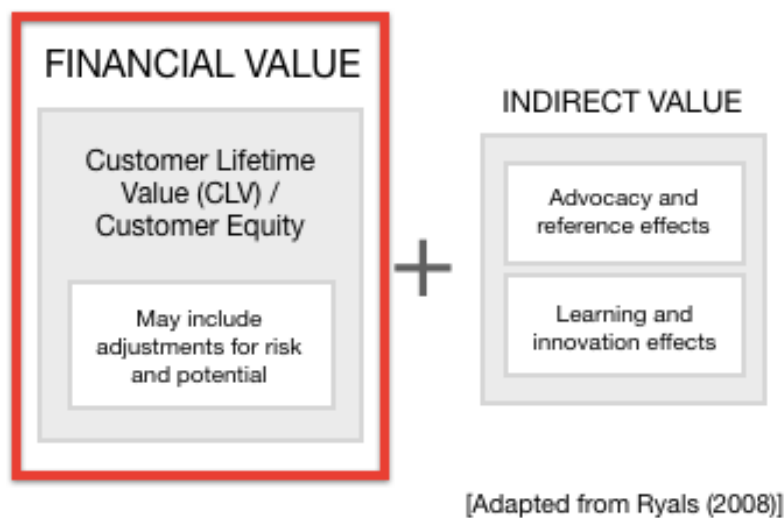 FINANCIAL VALUE
Customer Lifetime
Value (CLV) /
Customer Equity
May include
adjustments for risk
and potential
+
INDIRECT VALUE
Advocacy and
reference effects
Learning and
innovation effects
[Adapted from Ryals (2008)]